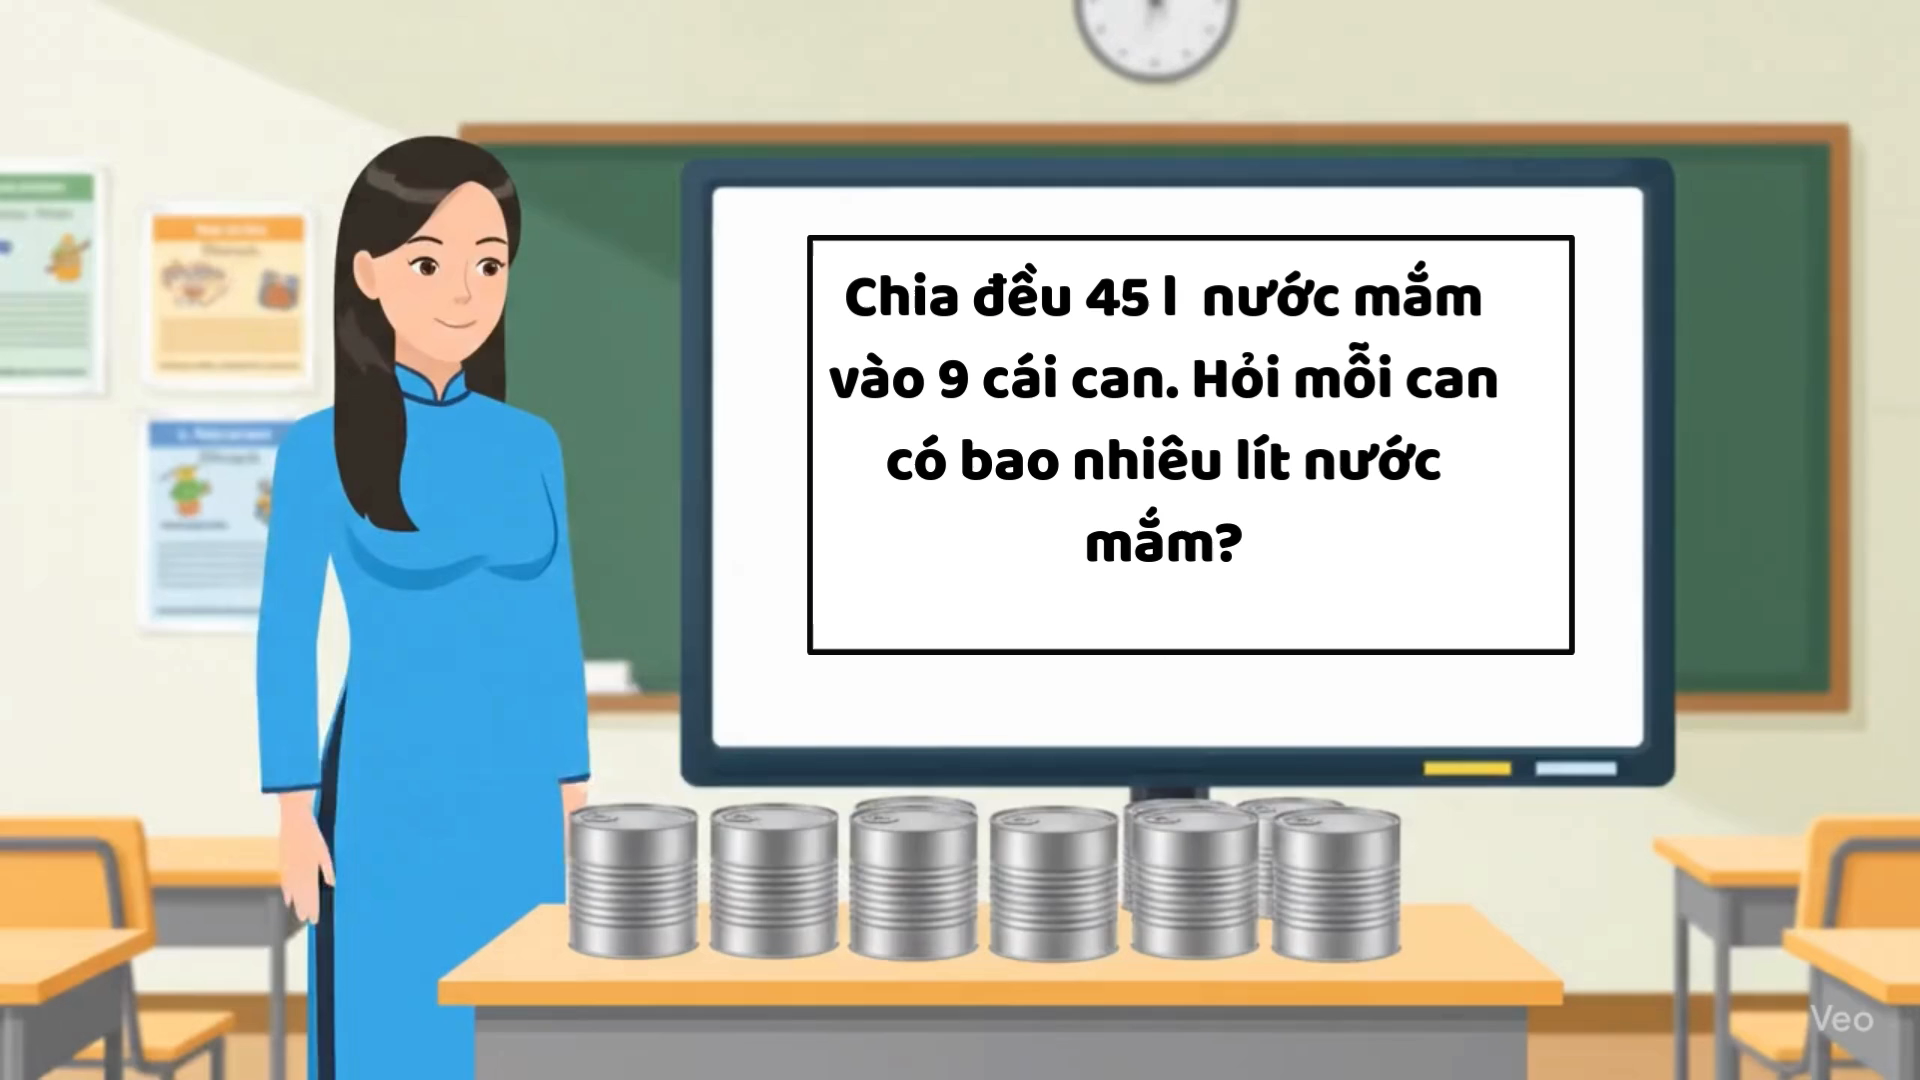 Chia đều 45 l nước mắm
vào 9 cái can. Hỏi mỗi can
có bao nhiêu lít nước
mắm?
Veo